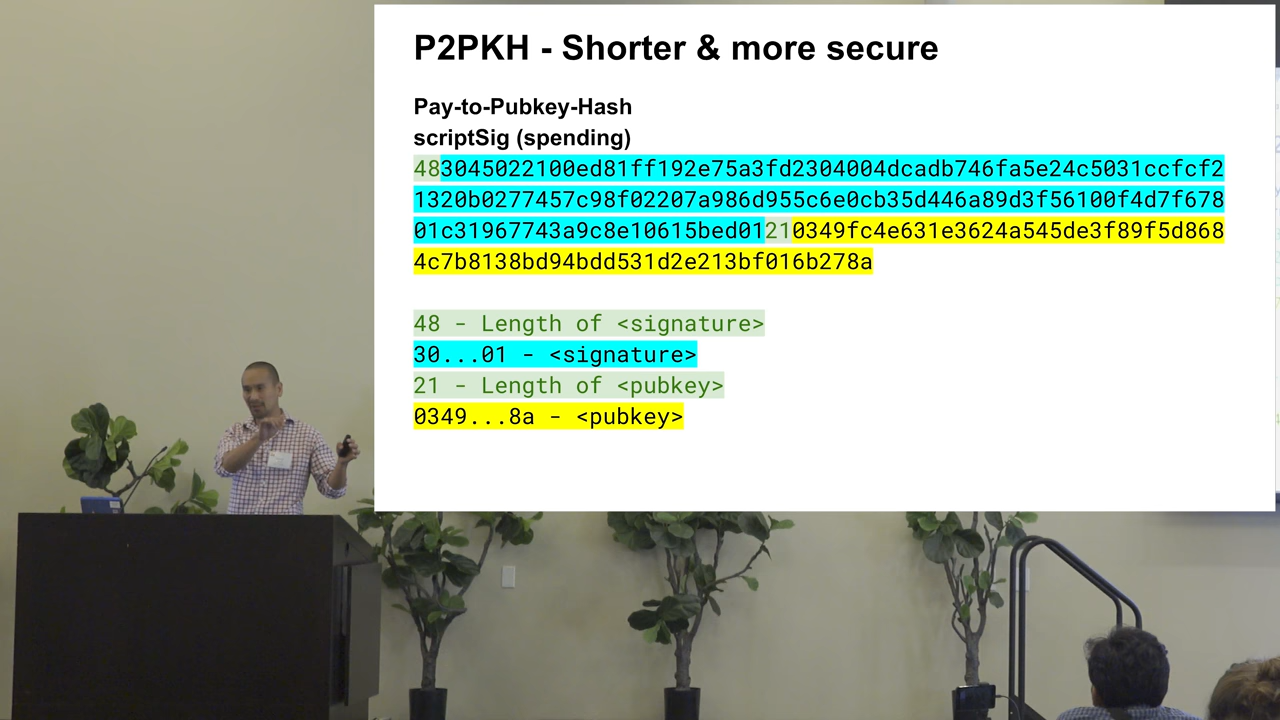 P2PKH - Shorter & more secure
Pay-to-Pubkey-Hash
scriptSig (spending)
483045022100ed81ff192e75a3fd2304004dcadb746fa5e24c5031ccfcf2
1320b0277457c98f02207a986d955c6e0cb35d446a89d3f56100f4d7f678
01c31967743a9c8e10615bed01210349fc4e631e3624a545de3f89f5d868
4c7b8138bd94bdd531d2e213bf016b278a
48 - Length of <signature>
30...01 - <signature>
21 - Length of <pubkey>
0349...8a - <pubkey>